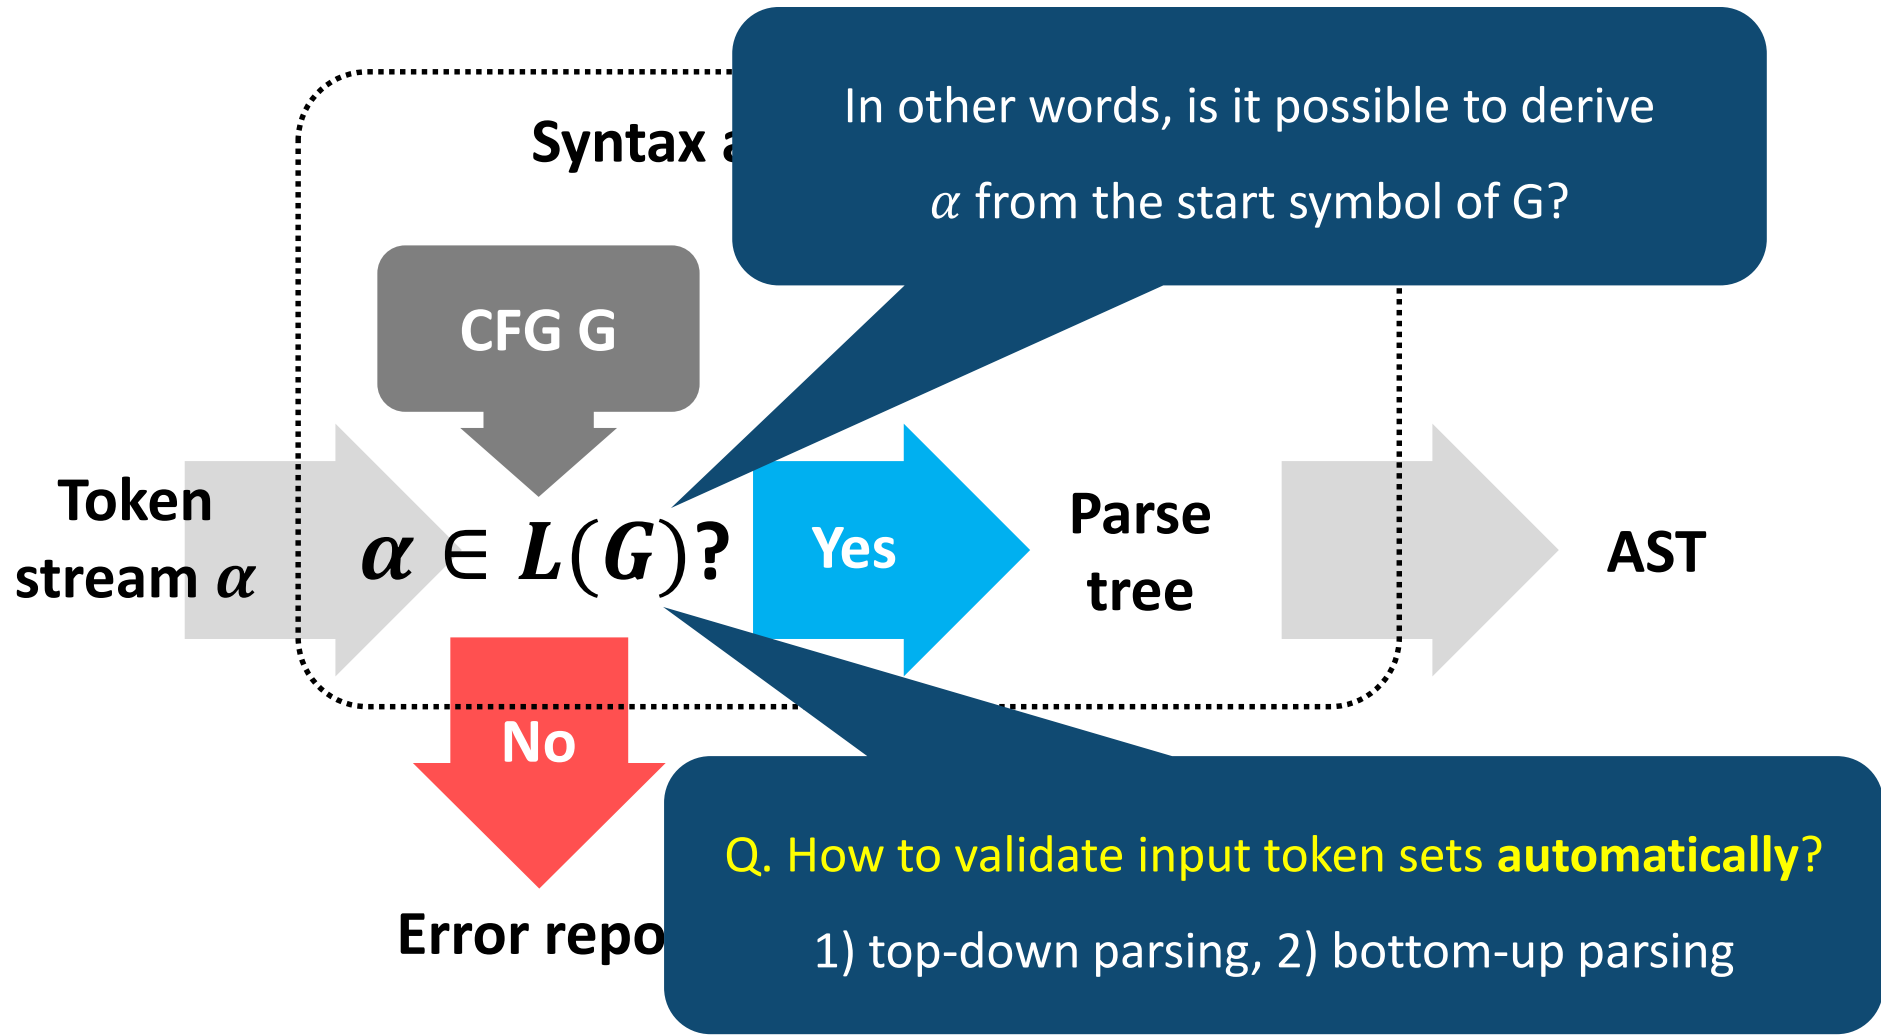 In other words, is it possible to derive
α from the start symbol of G?
Syntax
CFG G
Token
stream α
α ∈ L(G)?
Yes
Parse
tree
AST
No
Error repo
Q. How to validate input token sets automatically?
1) top-down parsing, 2) bottom-up parsing